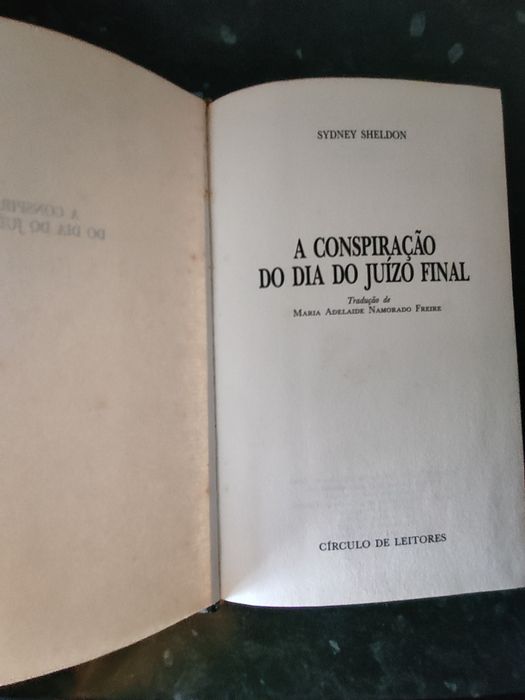 SYDNEY SHELDON
A CONSPIRAÇÃO
DO DIA DO JUÍZO FINAL
Tradução de
MARIA ADELAIDE NAMORADO FREIRE
CÍRCULO DE LEITORES